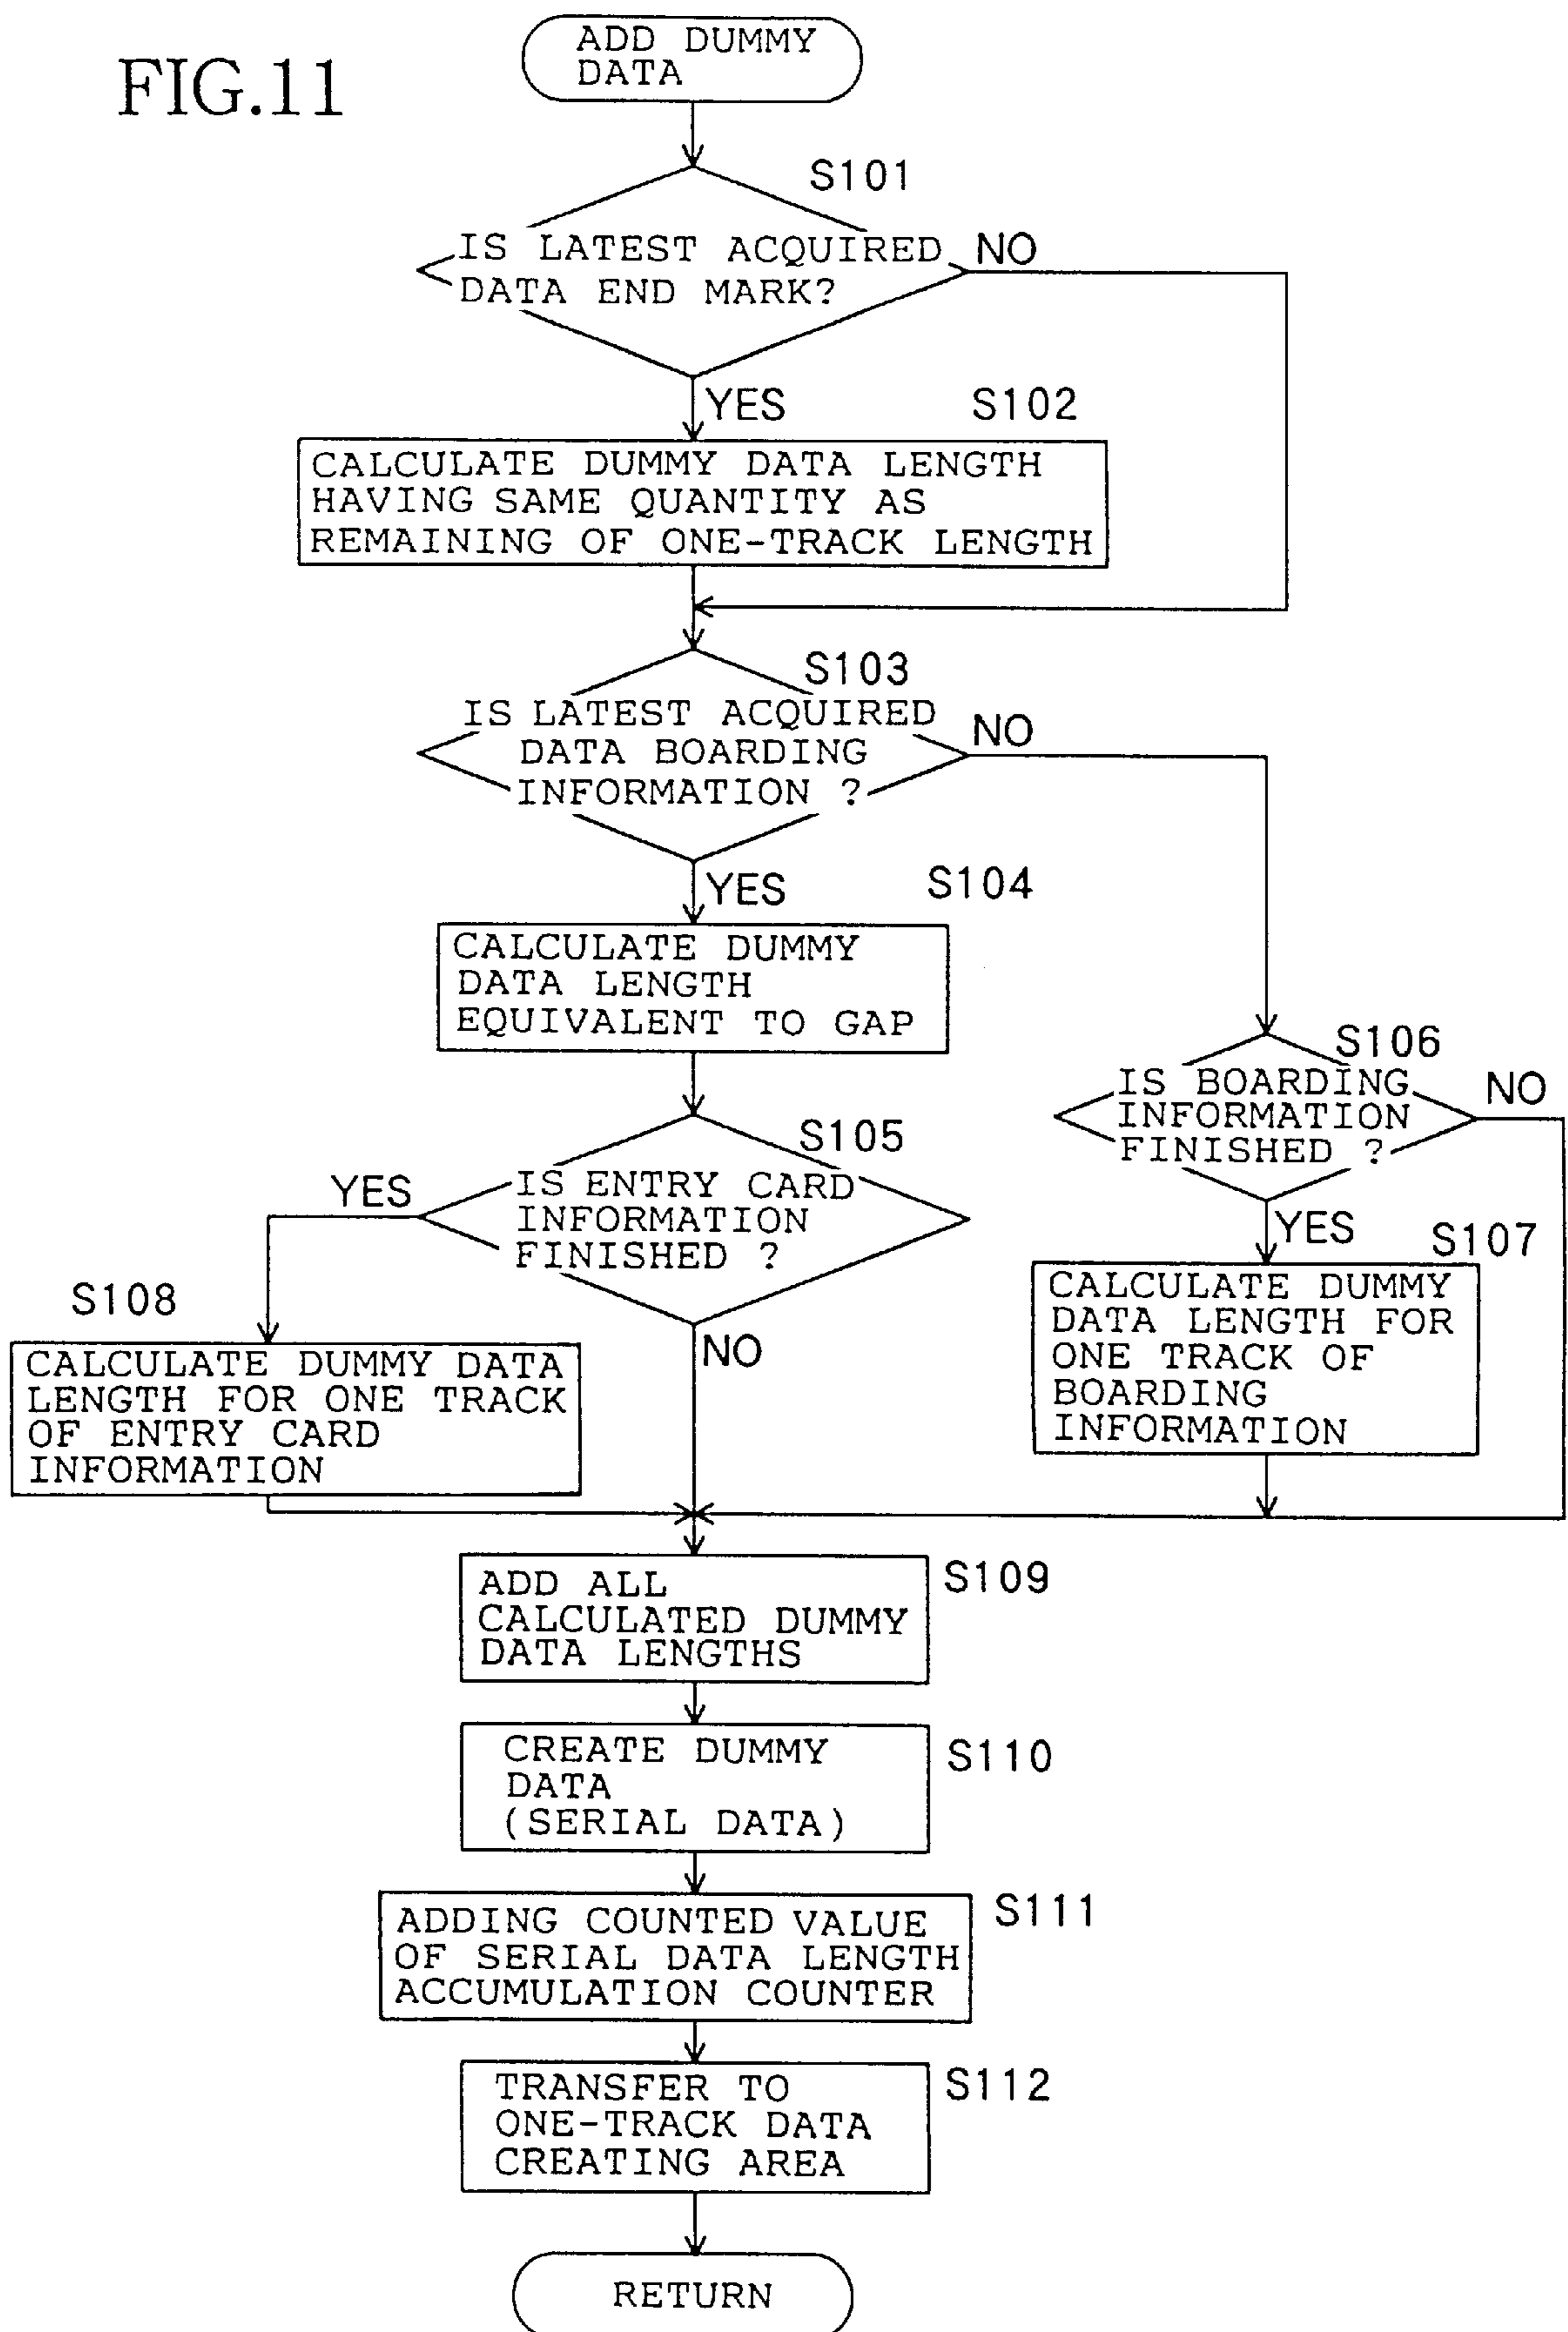 FIG.11
ADD DUMMY
DATA
S101
IS LATEST ACQUIRED
DATA END MARK?
NO
YES
S102
CALCULATE DUMMY DATA LENGTH
HAVING SAME QUANTITY AS
REMAINING OF ONE-TRACK LENGTH
S103
IS LATEST ACQUIRED
DATA BOARDING
INFORMATION ?
NO
YES
S104
CALCULATE DUMMY
DATA LENGTH
EQUIVALENT TO GAP
S106
IS BOARDING
INFORMATION
FINISHED ?
NO
YES
S105
IS ENTRY CARD
INFORMATION
FINISHED ?
YES
NO
S107
CALCULATE DUMMY
DATA LENGTH FOR
ONE TRACK OF
BOARDING
INFORMATION
S108
CALCULATE DUMMY DATA
LENGTH FOR ONE TRACK
OF ENTRY CARD
INFORMATION
S109
ADD ALL
CALCULATED DUMMY
DATA LENGTHS
S110
CREATE DUMMY
DATA
(SERIAL DATA)
S111
ADDING COUNTED VALUE
OF SERIAL DATA LENGTH
ACCUMULATION COUNTER
S112
TRANSFER TO
ONE-TRACK DATA
CREATING AREA
RETURN